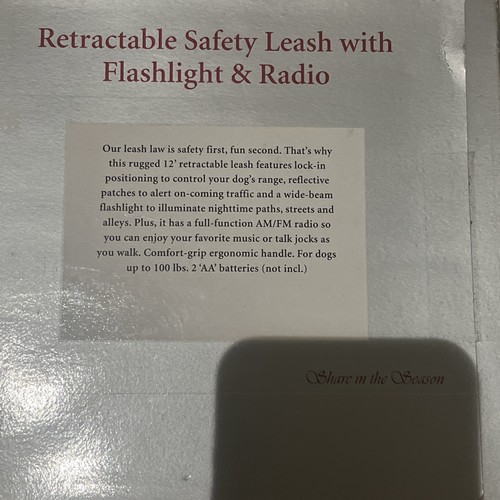 Retractable Safety Leash with
Flashlight & Radio
Our leash law is safety first, fun second. That's why
this rugged 12' retractable leash features lock-in
positioning to control your dog's range, reflective
patches to alert on-coming traffic and a wide-beam
flashlight to illuminate nighttime paths, streets and
alleys. Plus, it has a full-function AM/FM radio so
you can enjoy your favorite music or talk jocks as
you walk. Comfort-grip ergonomic handle. For dogs
up to 100 lbs. 2 'AA' batteries (not incl.)
Share in the Season